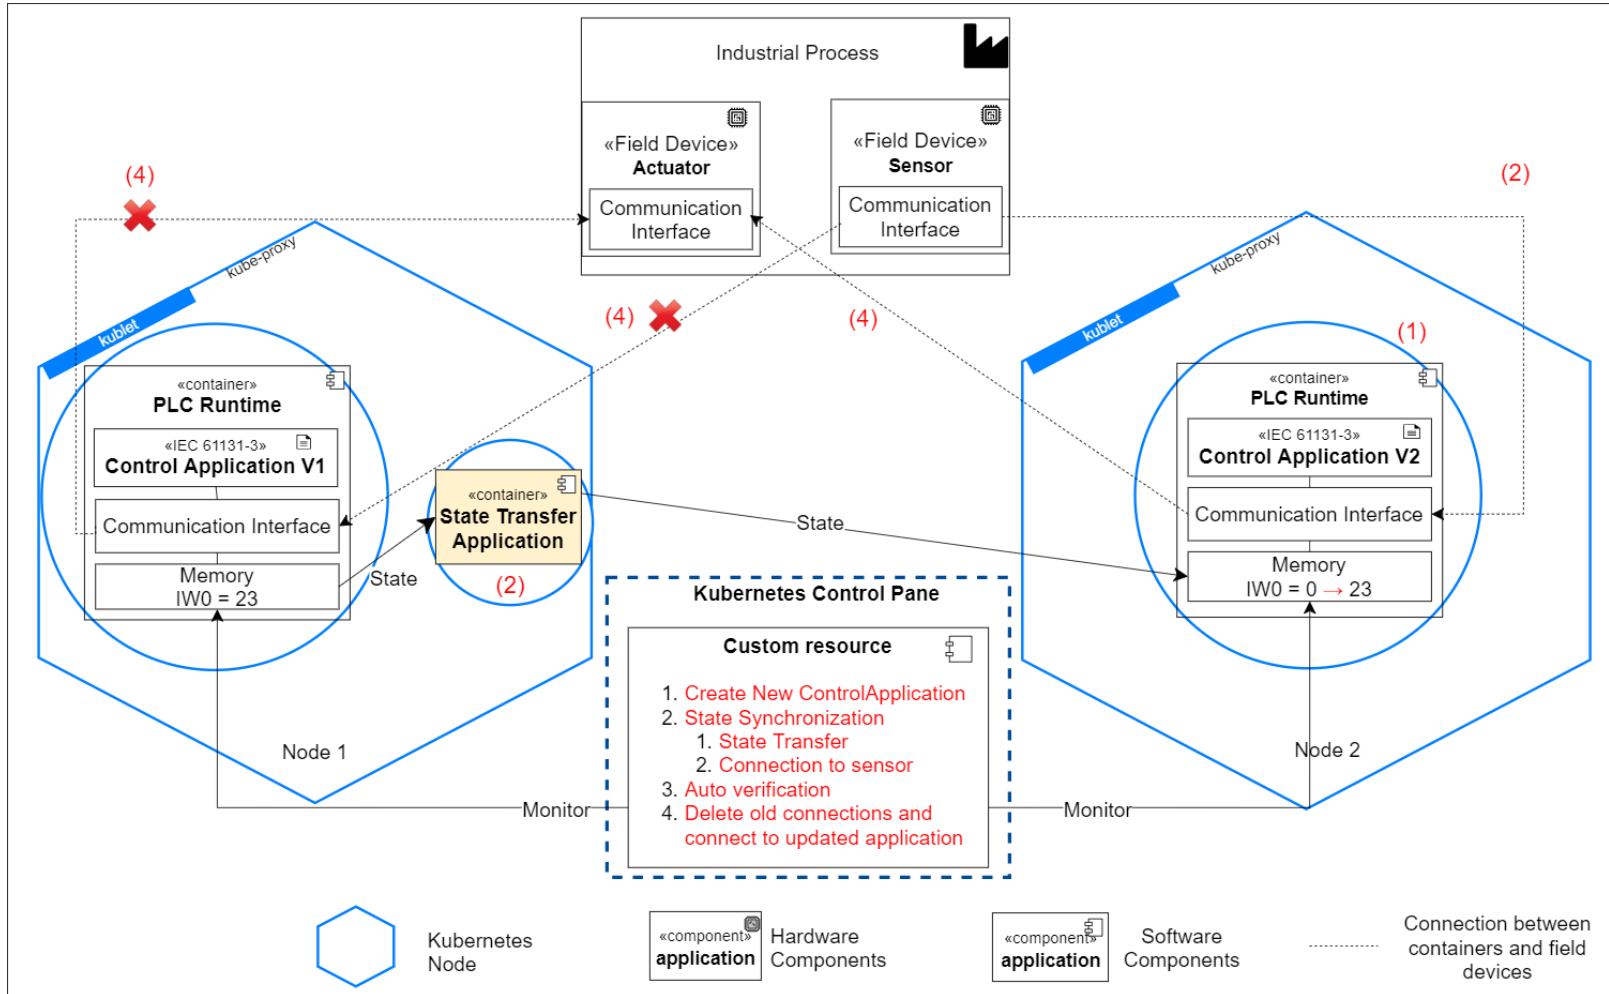 Industrial Process
«Field Device»
Actuator
Communication
Interface
«Field Device»
Sensor
Communication
Interface
(4)
(2)
kube-proxy
kublet
(4)
(4)
kube-proxy
kublet
(1)
«container»
PLC Runtime
«IEC 61131-3»
Control Application V1
Communication Interface
Memory
IW0 = 23
State
«container»
State Transfer
Application
(2)
State
«container»
PLC Runtime
«IEC 61131-3»
Control Application V2
Communication Interface
Memory
IW0 = 0 → 23
Kubernetes Control Pane
Custom resource
1. Create New ControlApplication
2. State Synchronization
1. State Transfer
2. Connection to sensor
3. Auto verification
4. Delete old connections and
connect to updated application
Node 1
Node 2
Monitor
Monitor
Kubernetes
Node
«component»
application
Hardware
Components
«component»
application
Software
Components
Connection between
containers and field
devices